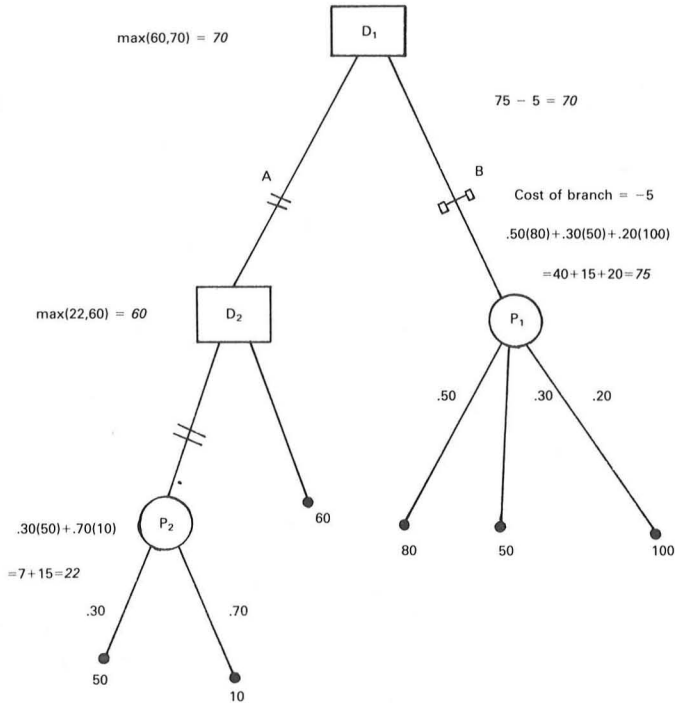 D₁
max(60,70) = 70
75 − 5 = 70
A
B
Cost of branch = −5
.50(80)+.30(50)+.20(100)
=40+15+20=75
max(22,60) = 60
D₂
P₁
.50
.30
.20
60
80
50
100
.30(50)+.70(10)
P₂
=7+15=22
.30
.70
50
10